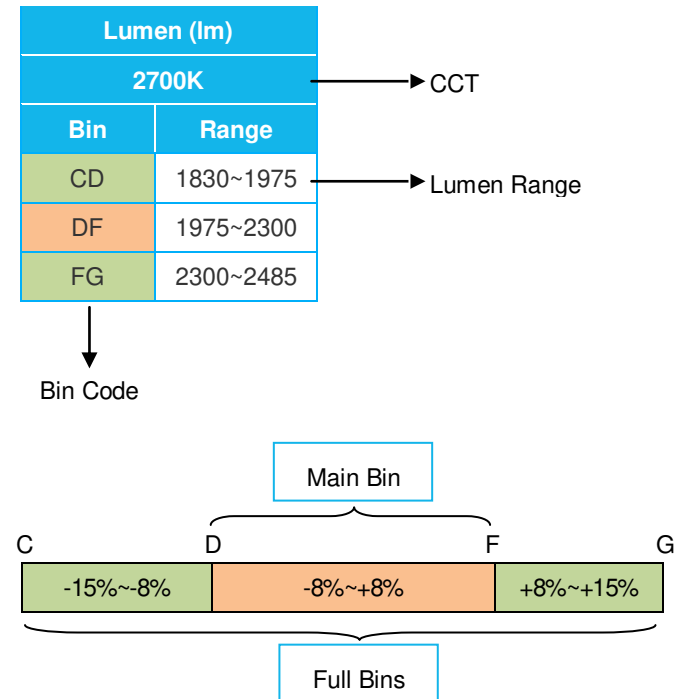 Lumen (lm)
2700K
CCT
Bin Range
CD 1830~1975
Lumen Range
DF 1975~2300
FG 2300~2485
Bin Code
Main Bin
C D F G
-15%~-8% -8%~+8% +8%~+15%
Full Bins